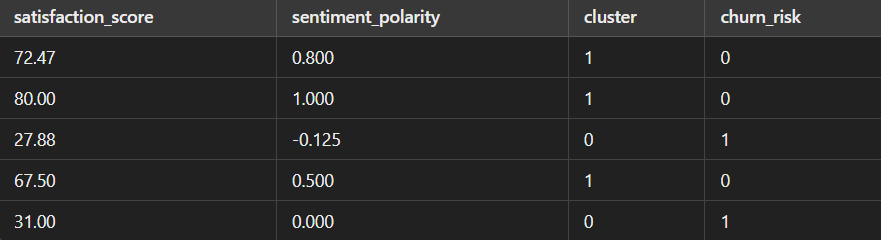 satisfaction_score sentiment_polarity cluster churn_risk
72.47 0.800 1 0
80.00 1.000 1 0
27.88 -0.125 0 1
67.50 0.500 1 0
31.00 0.000 0 1